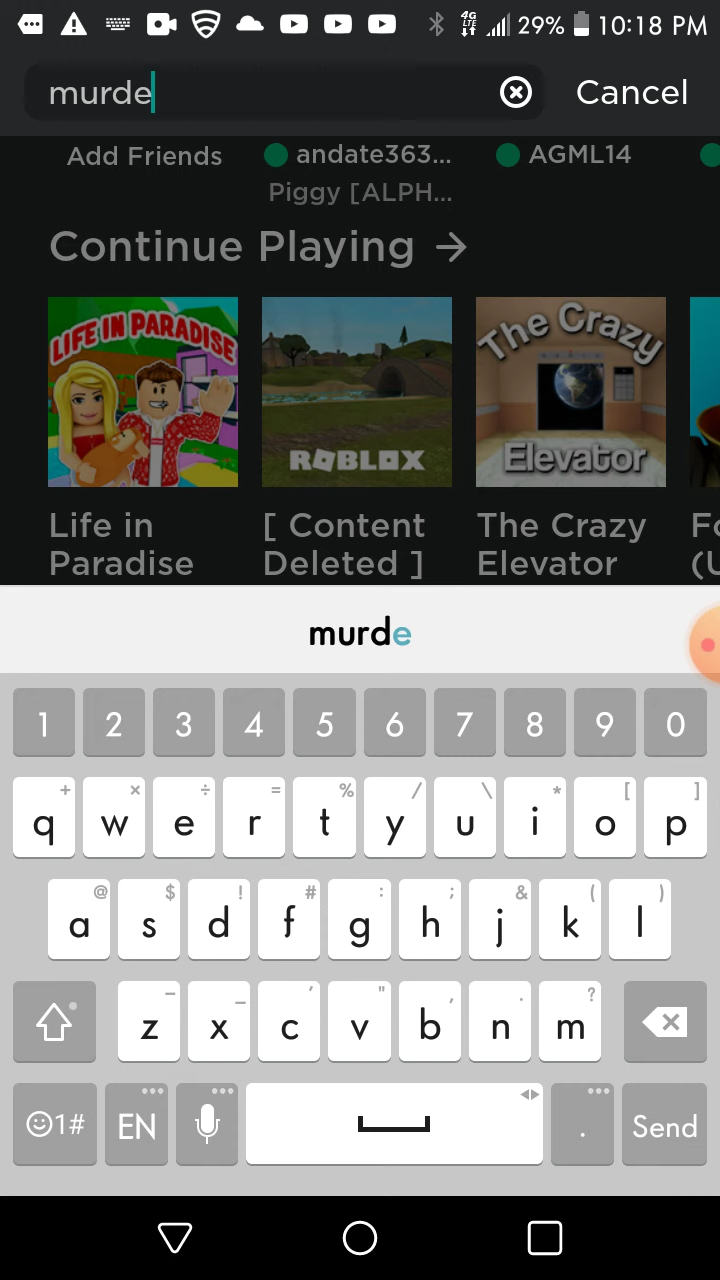 4G LTE 29% 10:18 PM
murde Cancel
Add Friends andate363... AGML14
Piggy [ALPH...
Continue Playing →
LIFE IN PARADISE
ROBLOX
The Crazy Elevator
Life in Paradise
[ Content Deleted ]
The Crazy Elevator
murde
1 2 3 4 5 6 7 8 9 0
+ × ÷ = % / \ * [ ]
q w e r t y u i o p
@ $ ! # : ; & ( )
a s d f g h j k l
– _ ' " , . ?
z x c v b n m
1# EN . Send